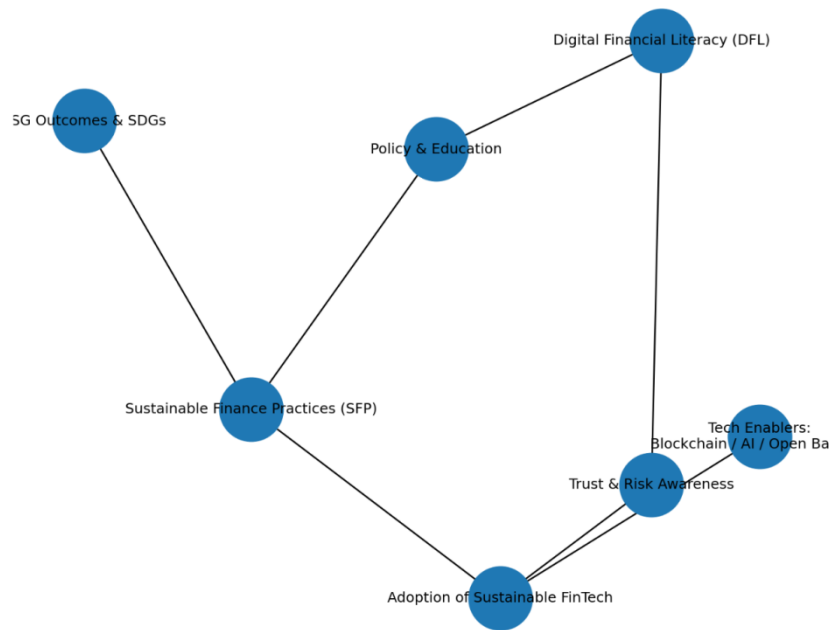 Digital Financial Literacy (DFL)
SG Outcomes & SDGs
Policy & Education
Sustainable Finance Practices (SFP)
Tech Enablers:
Blockchain / AI / Open Ba
Trust & Risk Awareness
Adoption of Sustainable FinTech